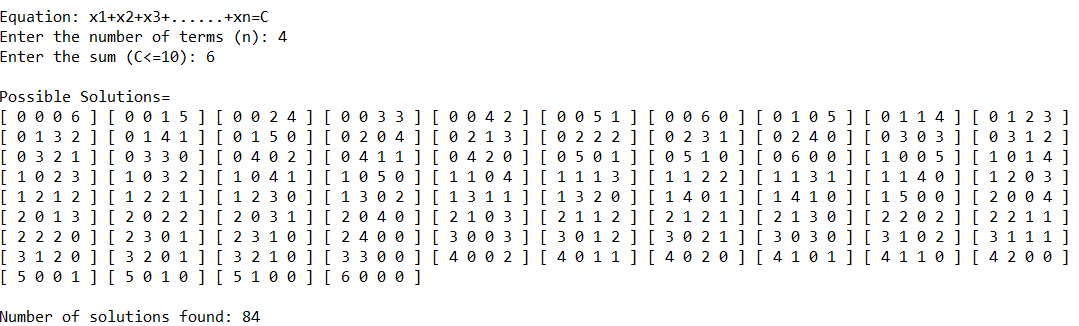 Equation: x1+x2+x3+......+xn=C
Enter the number of terms (n): 4
Enter the sum (C<=10): 6
Possible Solutions=
[ 0 0 0 6 ] [ 0 0 1 5 ] [ 0 0 2 4 ] [ 0 0 3 3 ] [ 0 0 4 2 ] [ 0 0 5 1 ] [ 0 0 6 0 ] [ 0 1 0 5 ] [ 0 1 1 4 ] [ 0 1 2 3 ]
[ 0 1 3 2 ] [ 0 1 4 1 ] [ 0 1 5 0 ] [ 0 2 0 4 ] [ 0 2 1 3 ] [ 0 2 2 2 ] [ 0 2 3 1 ] [ 0 2 4 0 ] [ 0 3 0 3 ] [ 0 3 1 2 ]
[ 0 3 2 1 ] [ 0 3 3 0 ] [ 0 4 0 2 ] [ 0 4 1 1 ] [ 0 4 2 0 ] [ 0 5 0 1 ] [ 0 5 1 0 ] [ 0 6 0 0 ] [ 1 0 0 5 ] [ 1 0 1 4 ]
[ 1 0 2 3 ] [ 1 0 3 2 ] [ 1 0 4 1 ] [ 1 0 5 0 ] [ 1 1 0 4 ] [ 1 1 1 3 ] [ 1 1 2 2 ] [ 1 1 3 1 ] [ 1 1 4 0 ] [ 1 2 0 3 ]
[ 1 2 1 2 ] [ 1 2 2 1 ] [ 1 2 3 0 ] [ 1 3 0 2 ] [ 1 3 1 1 ] [ 1 3 2 0 ] [ 1 4 0 1 ] [ 1 4 1 0 ] [ 1 5 0 0 ] [ 2 0 0 4 ]
[ 2 0 1 3 ] [ 2 0 2 2 ] [ 2 0 3 1 ] [ 2 0 4 0 ] [ 2 1 0 3 ] [ 2 1 1 2 ] [ 2 1 2 1 ] [ 2 1 3 0 ] [ 2 2 0 2 ] [ 2 2 1 1 ]
[ 2 2 2 0 ] [ 2 3 0 1 ] [ 2 3 1 0 ] [ 2 4 0 0 ] [ 3 0 0 3 ] [ 3 0 1 2 ] [ 3 0 2 1 ] [ 3 0 3 0 ] [ 3 1 0 2 ] [ 3 1 1 1 ]
[ 3 1 2 0 ] [ 3 2 0 1 ] [ 3 2 1 0 ] [ 3 3 0 0 ] [ 4 0 0 2 ] [ 4 0 1 1 ] [ 4 0 2 0 ] [ 4 1 0 1 ] [ 4 1 1 0 ] [ 4 2 0 0 ]
[ 5 0 0 1 ] [ 5 0 1 0 ] [ 5 1 0 0 ] [ 6 0 0 0 ]
Number of solutions found: 84